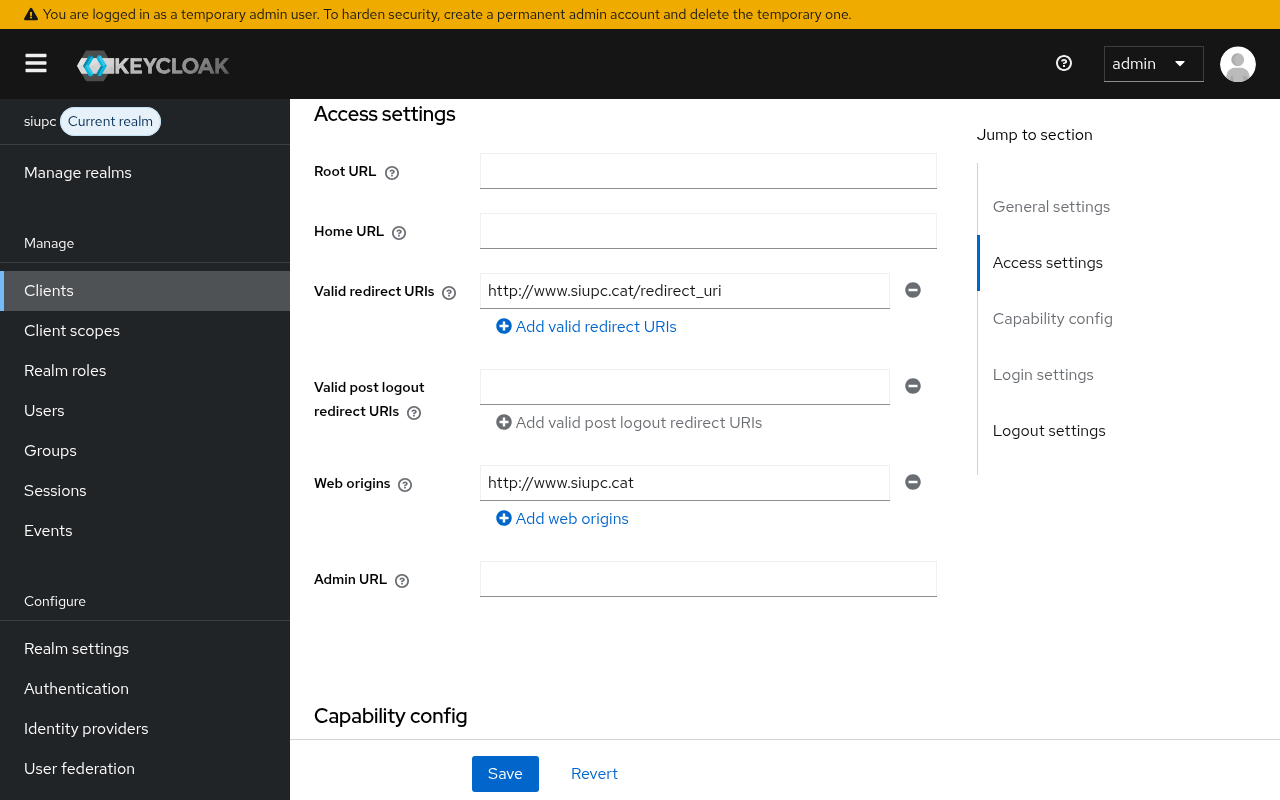 You are logged in as a temporary admin user. To harden security, create a permanent admin account and delete the temporary one.
KEYCLOAK
admin
siupc Current realm
Manage realms
Manage
Clients
Client scopes
Realm roles
Users
Groups
Sessions
Events
Configure
Realm settings
Authentication
Identity providers
User federation
Access settings
Root URL
Home URL
Valid redirect URIs
http://www.siupc.cat/redirect_uri
Add valid redirect URIs
Valid post logout
redirect URIs
Add valid post logout redirect URIs
Web origins
http://www.siupc.cat
Add web origins
Admin URL
Capability config
Save
Revert
Jump to section
General settings
Access settings
Capability config
Login settings
Logout settings